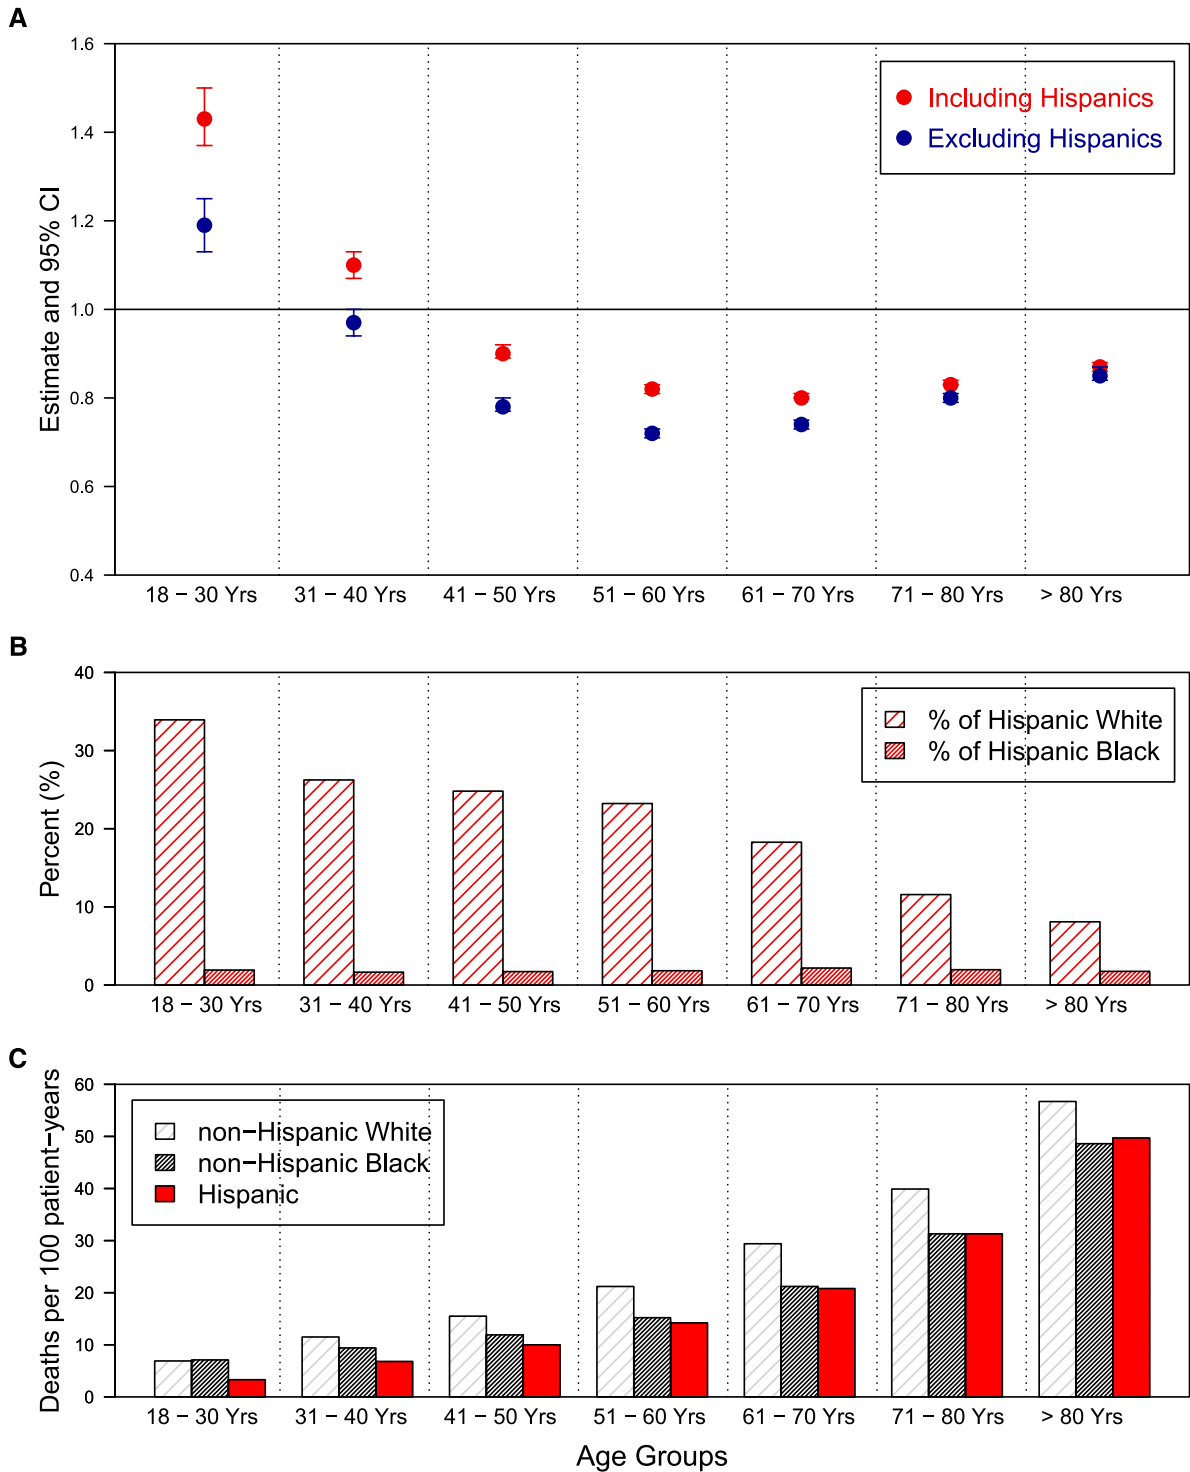 A
1.6
1.4
1.2
1.0
0.8
0.6
0.4
Estimate and 95% CI
Including Hispanics
Excluding Hispanics
18 − 30 Yrs 31 − 40 Yrs 41 − 50 Yrs 51 − 60 Yrs 61 − 70 Yrs 71 − 80 Yrs > 80 Yrs
B
40
30
20
10
0
Percent (%)
% of Hispanic White
% of Hispanic Black
18 − 30 Yrs 31 − 40 Yrs 41 − 50 Yrs 51 − 60 Yrs 61 − 70 Yrs 71 − 80 Yrs > 80 Yrs
C
60
50
40
30
20
10
0
Deaths per 100 patient−years
non−Hispanic White
non−Hispanic Black
Hispanic
18 − 30 Yrs 31 − 40 Yrs 41 − 50 Yrs 51 − 60 Yrs 61 − 70 Yrs 71 − 80 Yrs > 80 Yrs
Age Groups